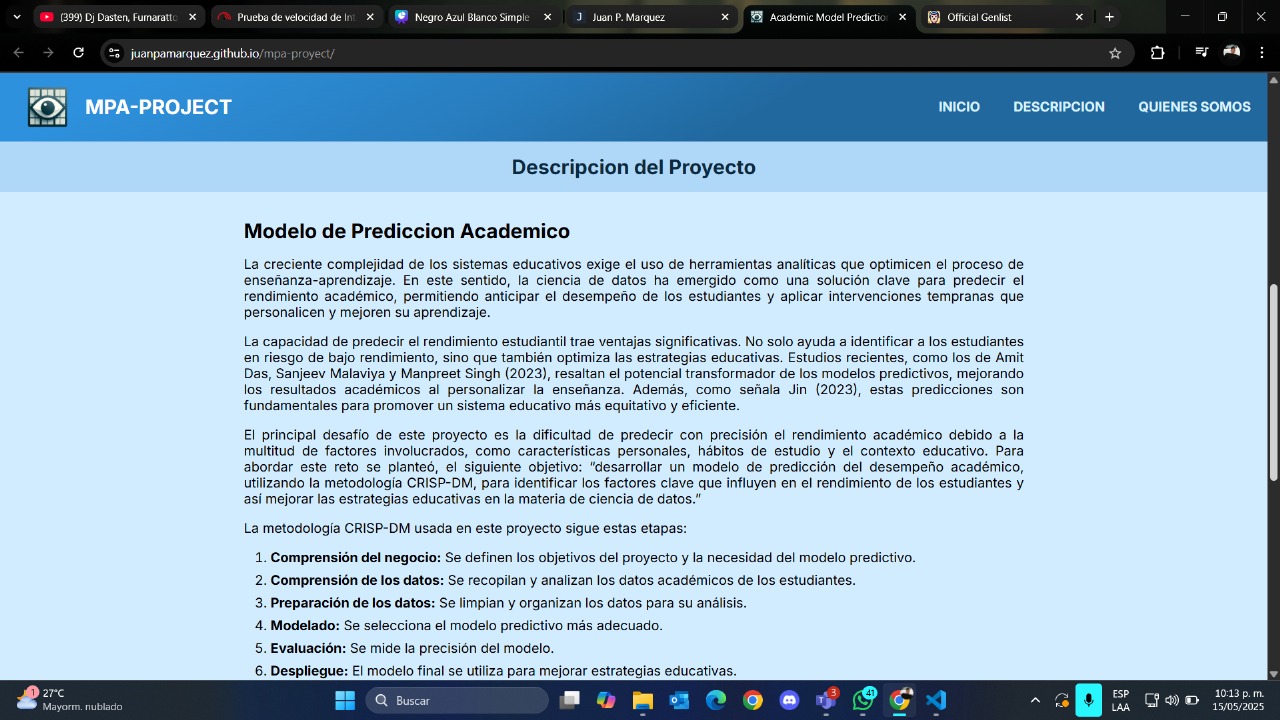 (399) Dj Dasten, Fumaratto
Prueba de velocidad de Int
Negro Azul Blanco Simple
Juan P. Marquez
Academic Model Prediction
Official Genlist
juanpamarquez.github.io/mpa-proyect/
MPA-PROJECT
INICIO DESCRIPCION QUIENES SOMOS
Descripcion del Proyecto
Modelo de Prediccion Academico
La creciente complejidad de los sistemas educativos exige el uso de herramientas analíticas que optimicen el proceso de
enseñanza-aprendizaje. En este sentido, la ciencia de datos ha emergido como una solución clave para predecir el
rendimiento académico, permitiendo anticipar el desempeño de los estudiantes y aplicar intervenciones tempranas que
personalicen y mejoren su aprendizaje.
La capacidad de predecir el rendimiento estudiantil trae ventajas significativas. No solo ayuda a identificar a los estudiantes
en riesgo de bajo rendimiento, sino que también optimiza las estrategias educativas. Estudios recientes, como los de Amit
Das, Sanjeev Malaviya y Manpreet Singh (2023), resaltan el potencial transformador de los modelos predictivos, mejorando
los resultados académicos al personalizar la enseñanza. Además, como señala Jin (2023), estas predicciones son
fundamentales para promover un sistema educativo más equitativo y eficiente.
El principal desafío de este proyecto es la dificultad de predecir con precisión el rendimiento académico debido a la
multitud de factores involucrados, como características personales, hábitos de estudio y el contexto educativo. Para
abordar este reto se planteó, el siguiente objetivo: “desarrollar un modelo de predicción del desempeño académico,
utilizando la metodología CRISP-DM, para identificar los factores clave que influyen en el rendimiento de los estudiantes y
así mejorar las estrategias educativas en la materia de ciencia de datos.”
La metodología CRISP-DM usada en este proyecto sigue estas etapas:
1. Comprensión del negocio: Se definen los objetivos del proyecto y la necesidad del modelo predictivo.
2. Comprensión de los datos: Se recopilan y analizan los datos académicos de los estudiantes.
3. Preparación de los datos: Se limpian y organizan los datos para su análisis.
4. Modelado: Se selecciona el modelo predictivo más adecuado.
5. Evaluación: Se mide la precisión del modelo.
6. Despliegue: El modelo final se utiliza para mejorar estrategias educativas.
1
27°C
Mayorm. nublado
Buscar
3
41
ESP
LAA
10:13 p. m.
15/05/2025